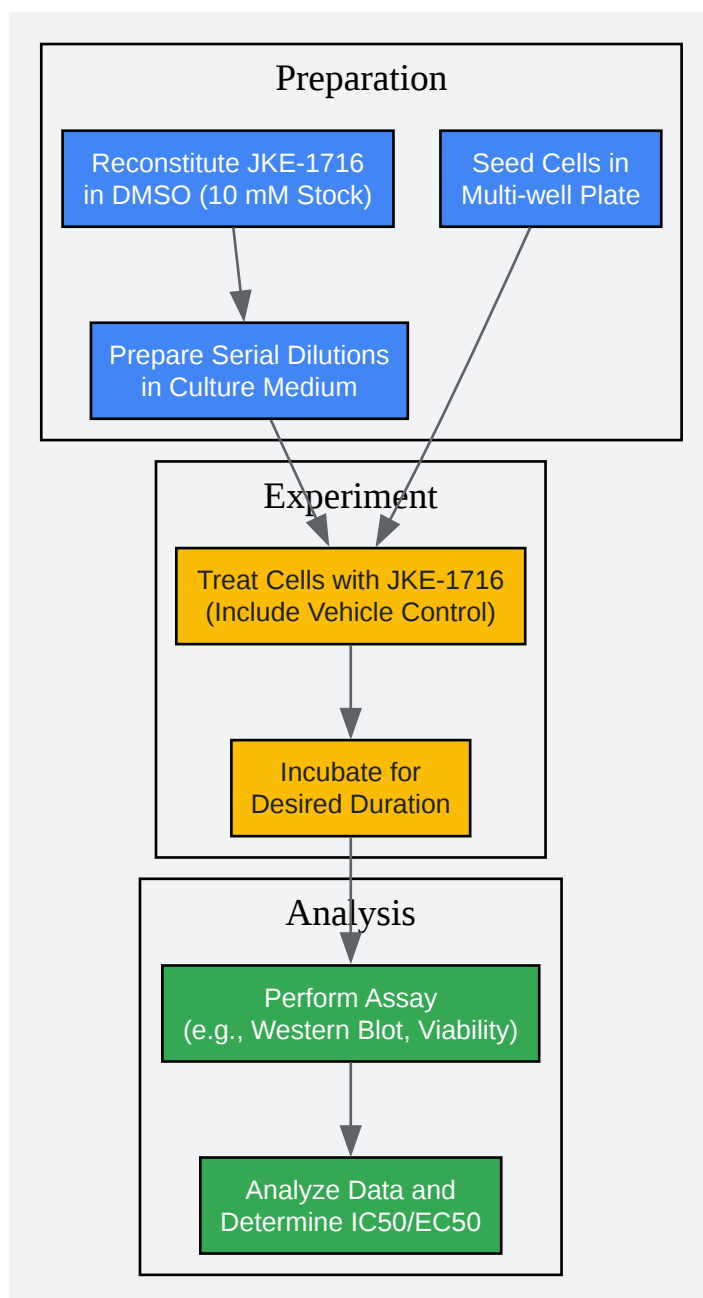 Preparation
Reconstitute JKE-1716
in DMSO (10 mM Stock)
Seed Cells in
Multi-well Plate
Prepare Serial Dilutions
in Culture Medium
Experiment
Treat Cells with JKE-1716
(Include Vehicle Control)
Incubate for
Desired Duration
Analysis
Perform Assay
(e.g., Western Blot, Viability)
Analyze Data and
Determine IC50/EC50